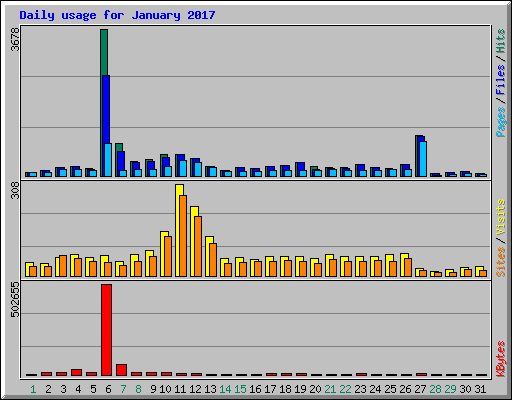 Daily usage for January 2017
3678
Pages/Files/Hits
308
Sites/Visits
502655
KBytes
1 2 3 4 5 6 7 8 9 10 11 12 13 14 15 16 17 18 19 20 21 22 23 24 25 26 27 28 29 30 31